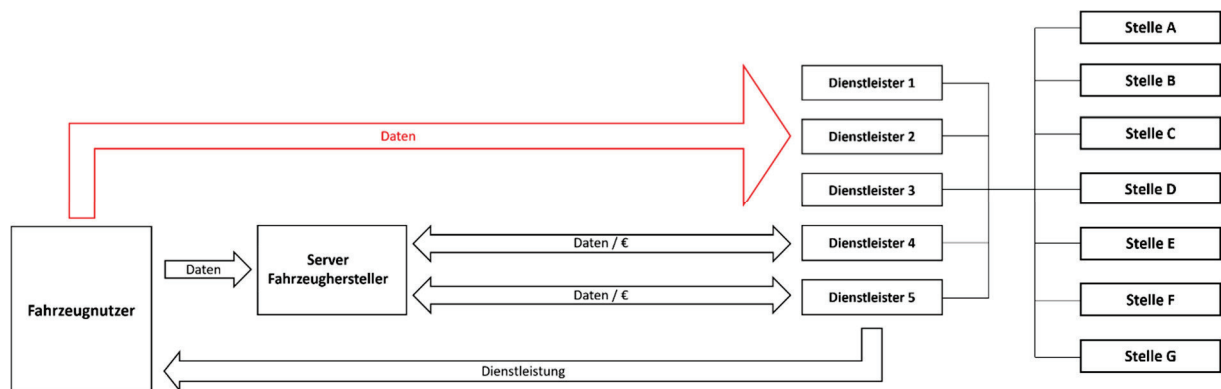 Stelle A
Dienstleister 1
Stelle B
Daten
Dienstleister 2
Stelle C
Dienstleister 3
Stelle D
Daten / €
Dienstleister 4
Stelle E
Server
Fahrzeughersteller
Daten
Daten / €
Dienstleister 5
Stelle F
Fahrzeugnutzer
Stelle G
Dienstleistung